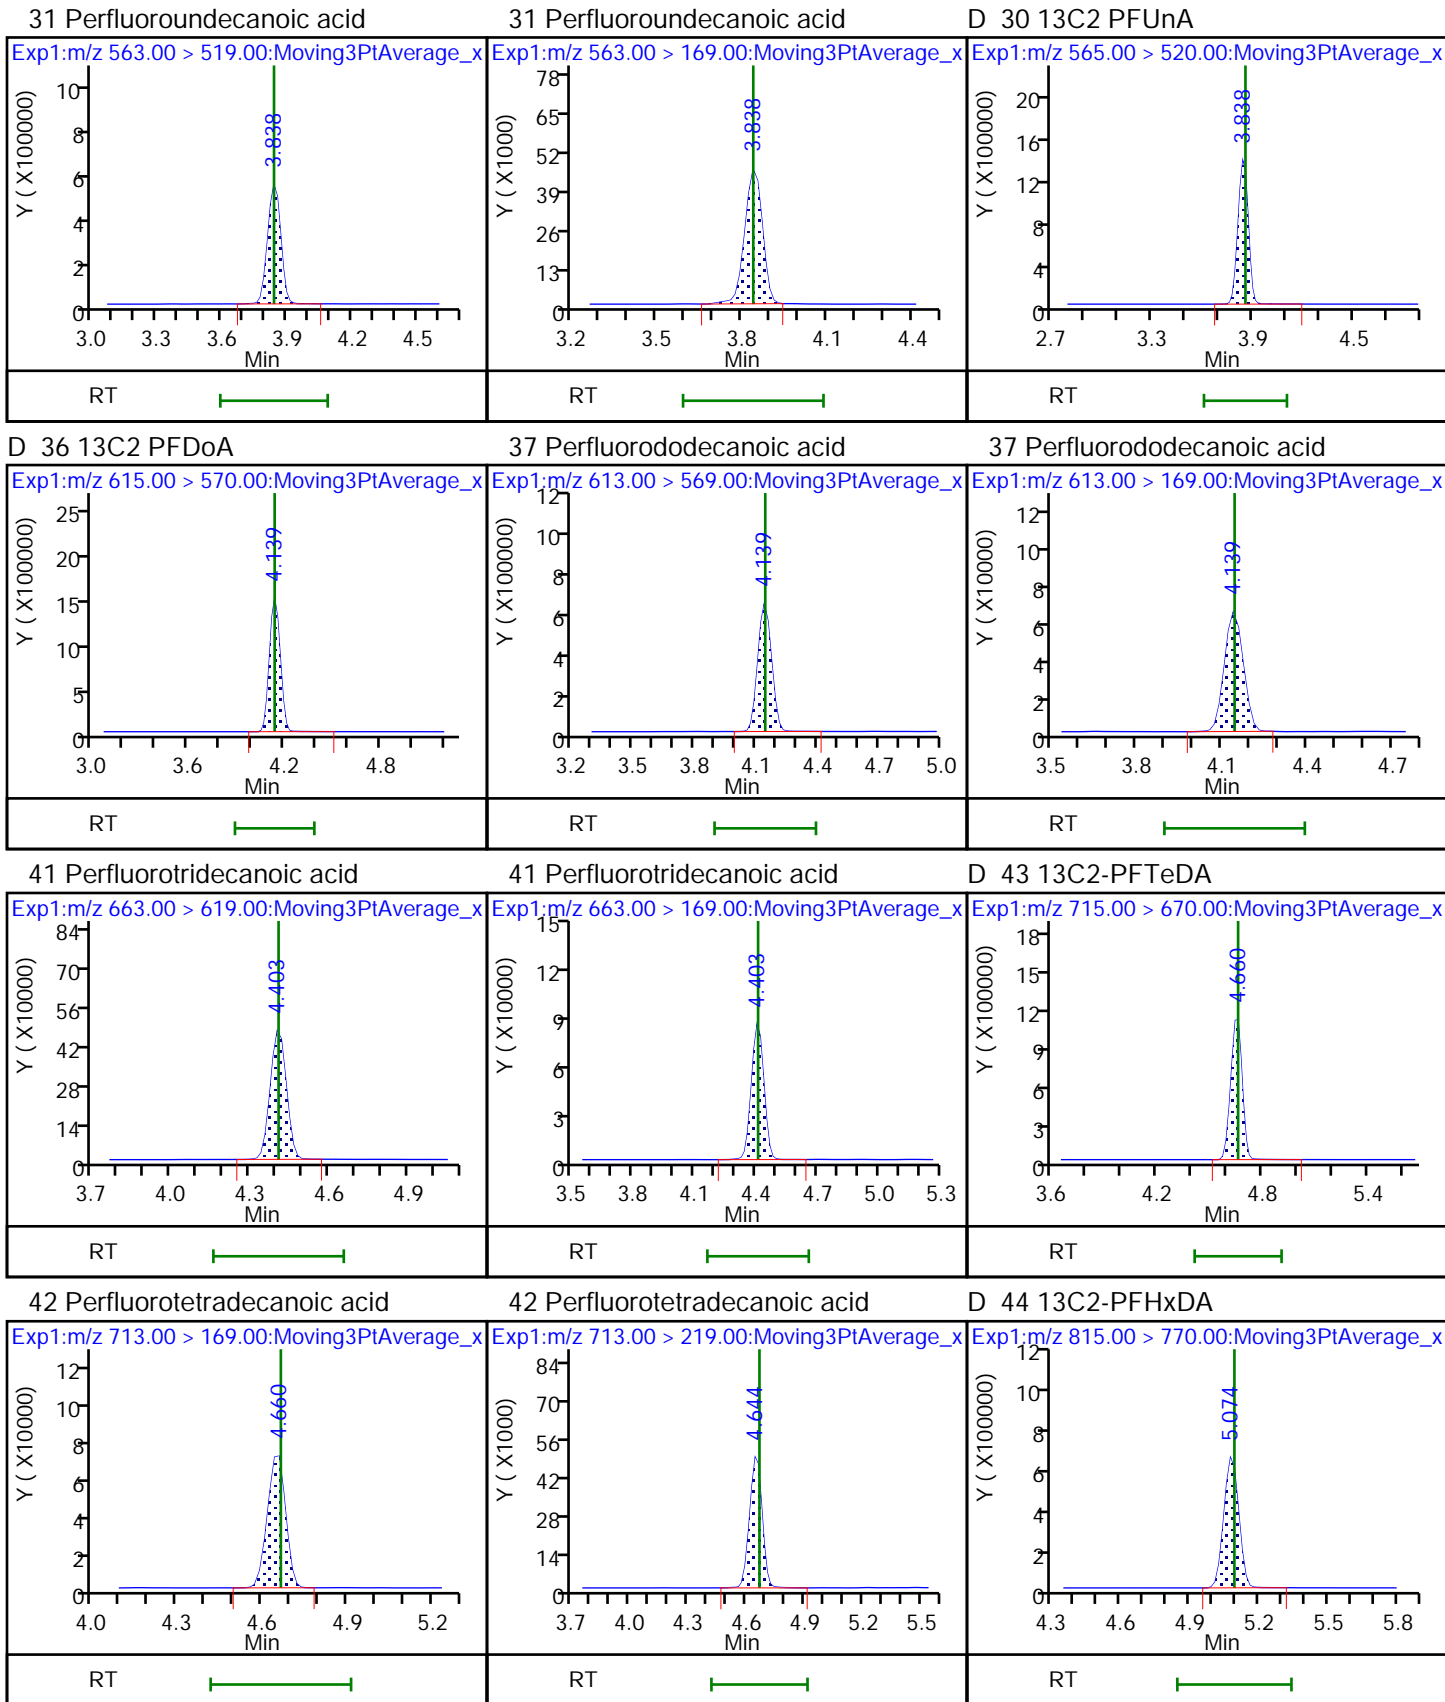 31 Perfluoroundecanoic acid
Exp1:m/z 563.00 > 519.00:Moving3PtAverage_x
Y ( X100000)
10
8
6
4
2
0
3.838
3.0 3.3 3.6 3.9 4.2 4.5
Min
RT
31 Perfluoroundecanoic acid
Exp1:m/z 563.00 > 169.00:Moving3PtAverage_x
Y ( X1000)
78
65
52
39
26
13
0
3.838
3.2 3.5 3.8 4.1 4.4
Min
RT
D 30 13C2 PFUnA
Exp1:m/z 565.00 > 520.00:Moving3PtAverage_x
Y ( X100000)
20
16
12
8
4
0
3.838
2.7 3.3 3.9 4.5
Min
RT
D 36 13C2 PFDoA
Exp1:m/z 615.00 > 570.00:Moving3PtAverage_x
Y ( X100000)
25
20
15
10
5
0
4.139
3.0 3.6 4.2 4.8
Min
RT
37 Perfluorododecanoic acid
Exp1:m/z 613.00 > 569.00:Moving3PtAverage_x
Y ( X100000)
12
10
8
6
4
2
0
4.139
3.2 3.5 3.8 4.1 4.4 4.7 5.0
Min
RT
37 Perfluorododecanoic acid
Exp1:m/z 613.00 > 169.00:Moving3PtAverage_x
Y ( X10000)
12
10
8
6
4
2
0
4.139
3.5 3.8 4.1 4.4 4.7
Min
RT
41 Perfluorotridecanoic acid
Exp1:m/z 663.00 > 619.00:Moving3PtAverage_x
Y ( X10000)
84
70
56
42
28
14
0
4.403
3.7 4.0 4.3 4.6 4.9
Min
RT
41 Perfluorotridecanoic acid
Exp1:m/z 663.00 > 169.00:Moving3PtAverage_x
Y ( X10000)
15
12
9
6
3
0
4.403
3.5 3.8 4.1 4.4 4.7 5.0 5.3
Min
RT
D 43 13C2-PFTeDA
Exp1:m/z 715.00 > 670.00:Moving3PtAverage_x
Y ( X100000)
18
15
12
9
6
3
0
4.660
3.6 4.2 4.8 5.4
Min
RT
42 Perfluorotetradecanoic acid
Exp1:m/z 713.00 > 169.00:Moving3PtAverage_x
Y ( X10000)
12
10
8
6
4
2
0
4.660
4.0 4.3 4.6 4.9 5.2
Min
RT
42 Perfluorotetradecanoic acid
Exp1:m/z 713.00 > 219.00:Moving3PtAverage_x
Y ( X1000)
84
70
56
42
28
14
0
4.644
3.7 4.0 4.3 4.6 4.9 5.2 5.5
Min
RT
D 44 13C2-PFHxDA
Exp1:m/z 815.00 > 770.00:Moving3PtAverage_x
Y ( X100000)
12
10
8
6
4
2
0
5.074
4.3 4.6 4.9 5.2 5.5 5.8
Min
RT